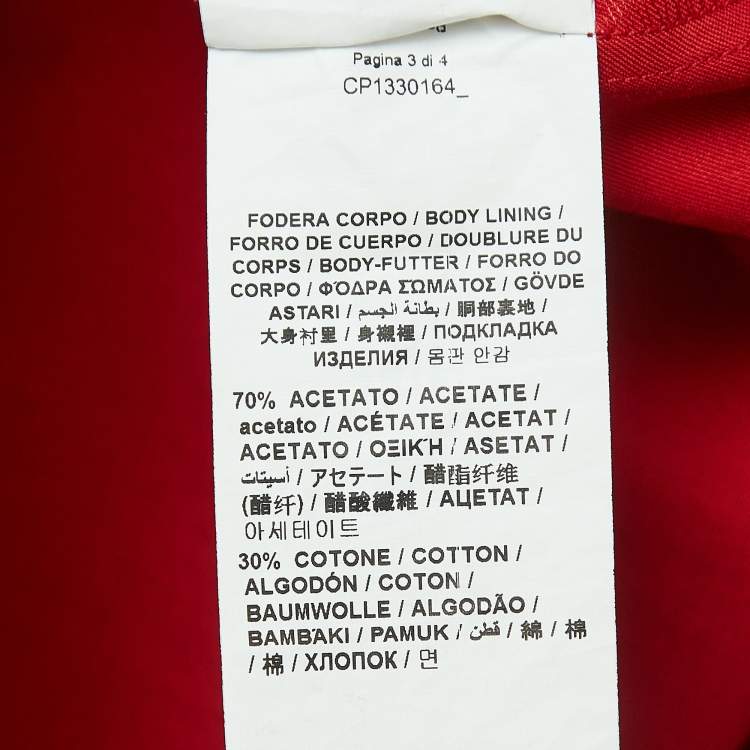 Pagina 3 di 4
CP1330164_
FODERA CORPO / BODY LINING /
FORRO DE CUERPO / DOUBLURE DU
CORPS / BODY-FUTTER / FORRO DO
CORPO / ΦΌΔΡΑ ΣΏΜΑΤΟΣ / GÖVDE
ASTARI / بطانة الجسم / 胴部裏地 /
大身衬里 / 身襯裡 / ПОДКЛАДКА
ИЗДЕЛИЯ / 몸판 안감
70% ACETATO / ACETATE /
acetato / ACÉTATE / ACETAT /
ACETATO / ΟΞΙΚΉ / ASETAT /
أسيتات / アセテート / 醋酯纤维
(醋纤) / 醋酸纖維 / АЦЕТАТ /
아세테이트
30% COTONE / COTTON /
ALGODÓN / COTON /
BAUMWOLLE / ALGODÃO /
ΒΑΜΒΆΚΙ / PAMUK / قطن / 綿 / 棉
/ 棉 / ХЛОПОК / 면